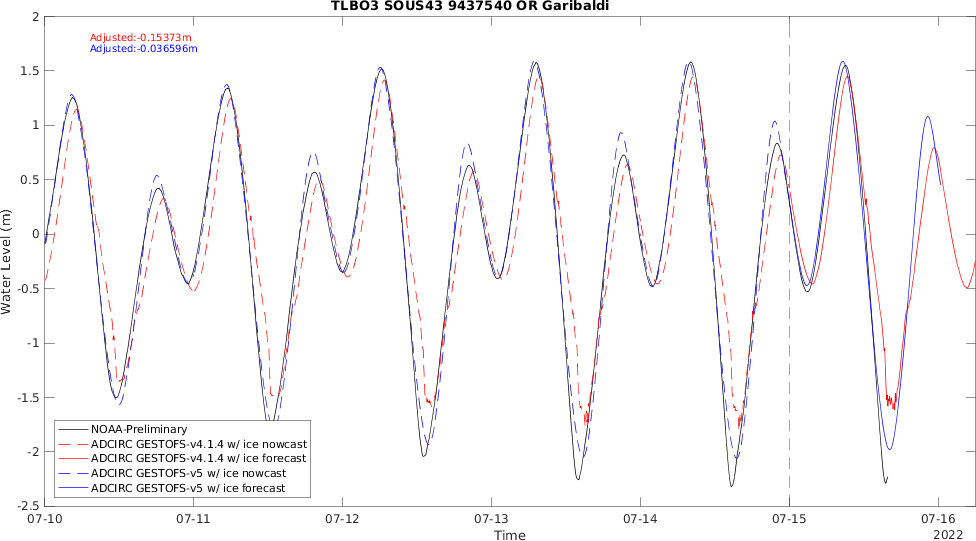 TLBO3 SOUS43 9437540 OR Garibaldi
Adjusted:-0.15373m
Adjusted:-0.036596m
Water Level (m)
2
1.5
1
0.5
0
-0.5
-1
-1.5
-2
-2.5
NOAA-Preliminary
ADCIRC GESTOFS-v4.1.4 w/ ice nowcast
ADCIRC GESTOFS-v4.1.4 w/ ice forecast
ADCIRC GESTOFS-v5 w/ ice nowcast
ADCIRC GESTOFS-v5 w/ ice forecast
07-10 07-11 07-12 07-13 07-14 07-15 07-16
Time
2022